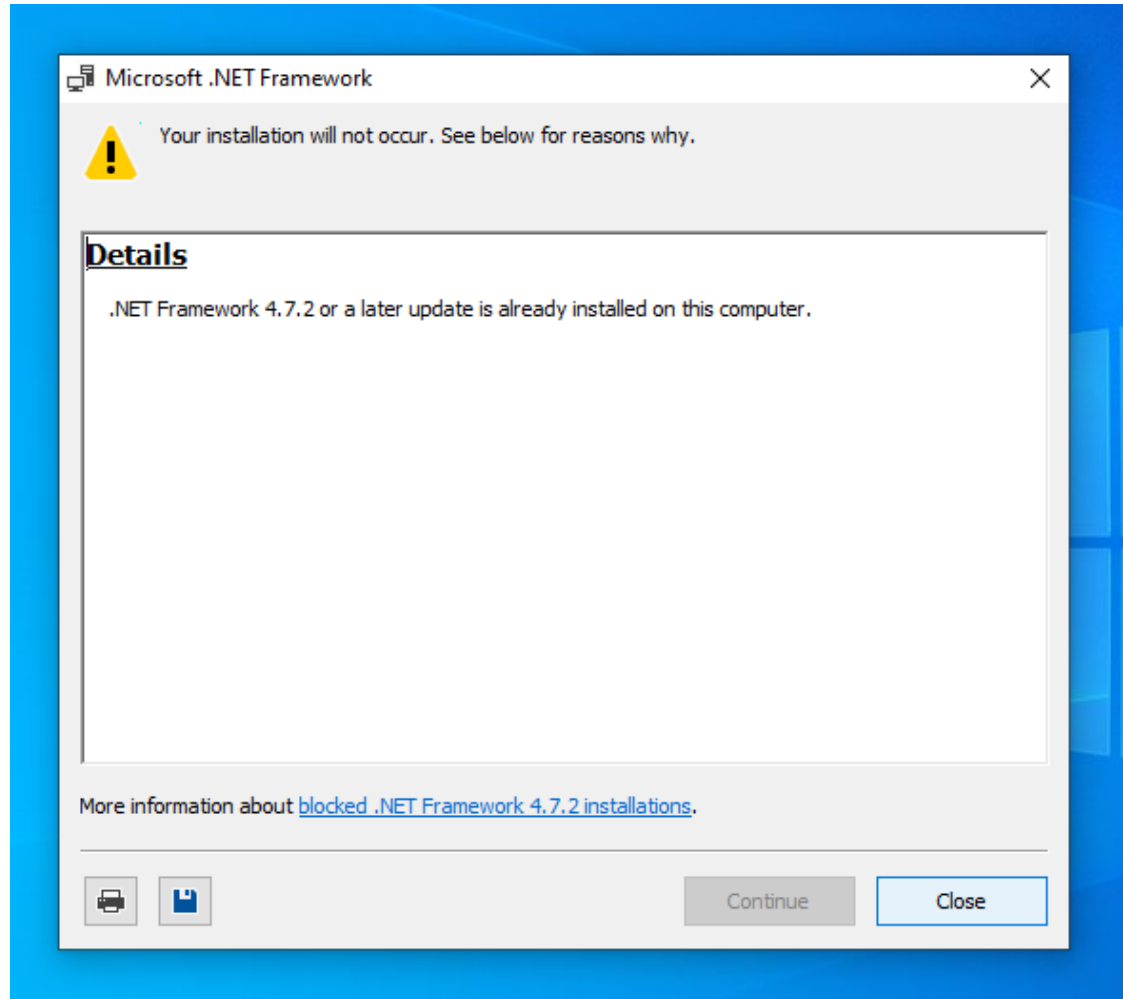 Microsoft .NET Framework
Your installation will not occur. See below for reasons why.
Details
.NET Framework 4.7.2 or a later update is already installed on this computer.
More information about blocked .NET Framework 4.7.2 installations.
Continue
Close